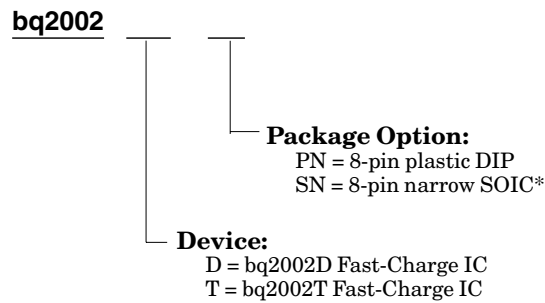 bq2002
Package Option:
PN = 8-pin plastic DIP
SN = 8-pin narrow SOIC*
Device:
D = bq2002D Fast-Charge IC
T = bq2002T Fast-Charge IC